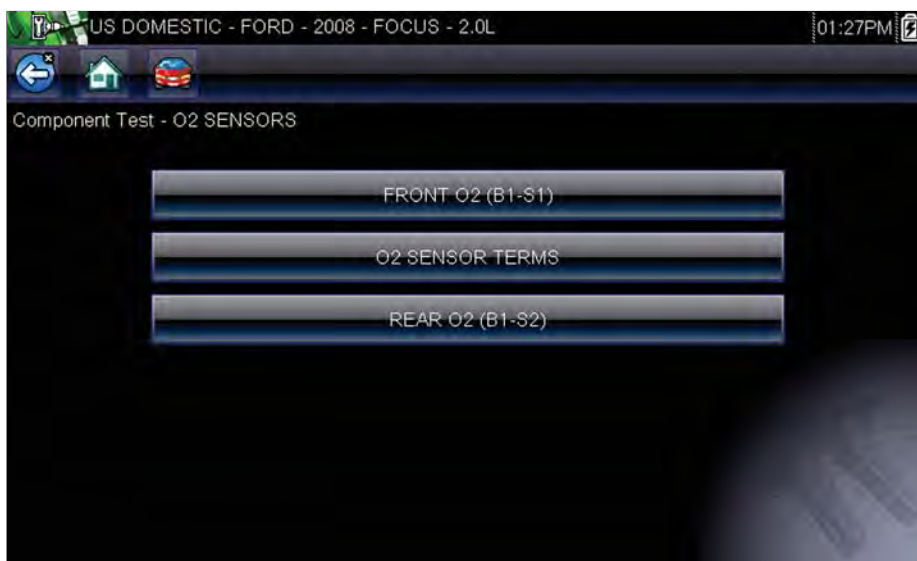 US DOMESTIC - FORD - 2008 - FOCUS - 2.0L 01:27PM
Component Test - O2 SENSORS
FRONT O2 (B1-S1)
O2 SENSOR TERMS
REAR O2 (B1-S2)